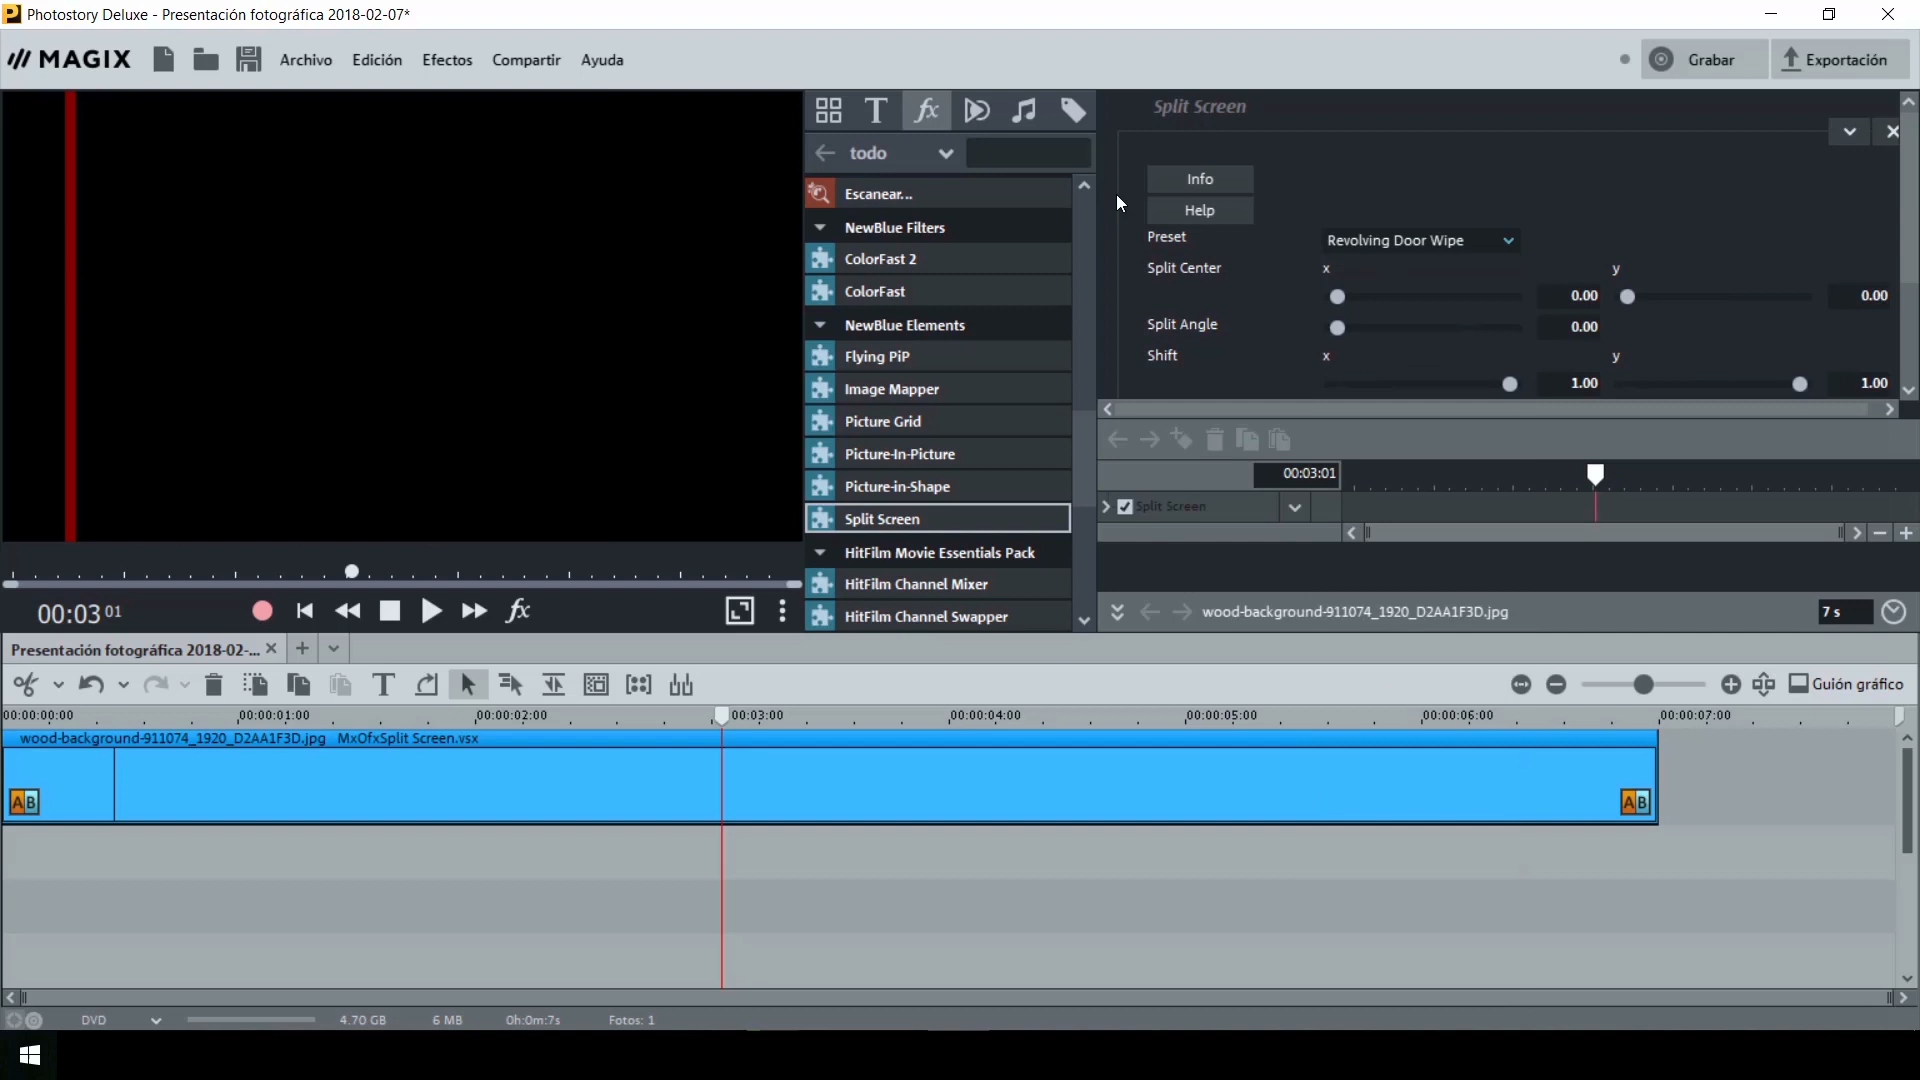 Photostory Deluxe - Presentación fotográfica 2018-02-07*
MAGIX Archivo Edición Efectos Compartir Ayuda Grabar Exportación
todo
Escanear...
NewBlue Filters
ColorFast 2
ColorFast
NewBlue Elements
Flying PiP
Image Mapper
Picture Grid
Picture-In-Picture
Picture-in-Shape
Split Screen
HitFilm Movie Essentials Pack
HitFilm Channel Mixer
HitFilm Channel Swapper
Split Screen
Info
Help
Preset Revolving Door Wipe
Split Center x y
0.00 0.00
Split Angle 0.00
Shift x y
1.00 1.00
00:03:01
Split Screen
00:03 01
wood-background-911074_1920_D2AA1F3D.jpg 7 s
Presentación fotográfica 2018-02-...
Guión gráfico
00:00:00:00 00:00:01:00 00:00:02:00 00:00:03:00 00:00:04:00 00:00:05:00 00:00:06:00 00:00:07:00
wood-background-911074_1920_D2AA1F3D.jpg MxOfxSplit Screen.vsx
AB AB
DVD 4.70 GB 6 MB 0h:0m:7s Fotos: 1